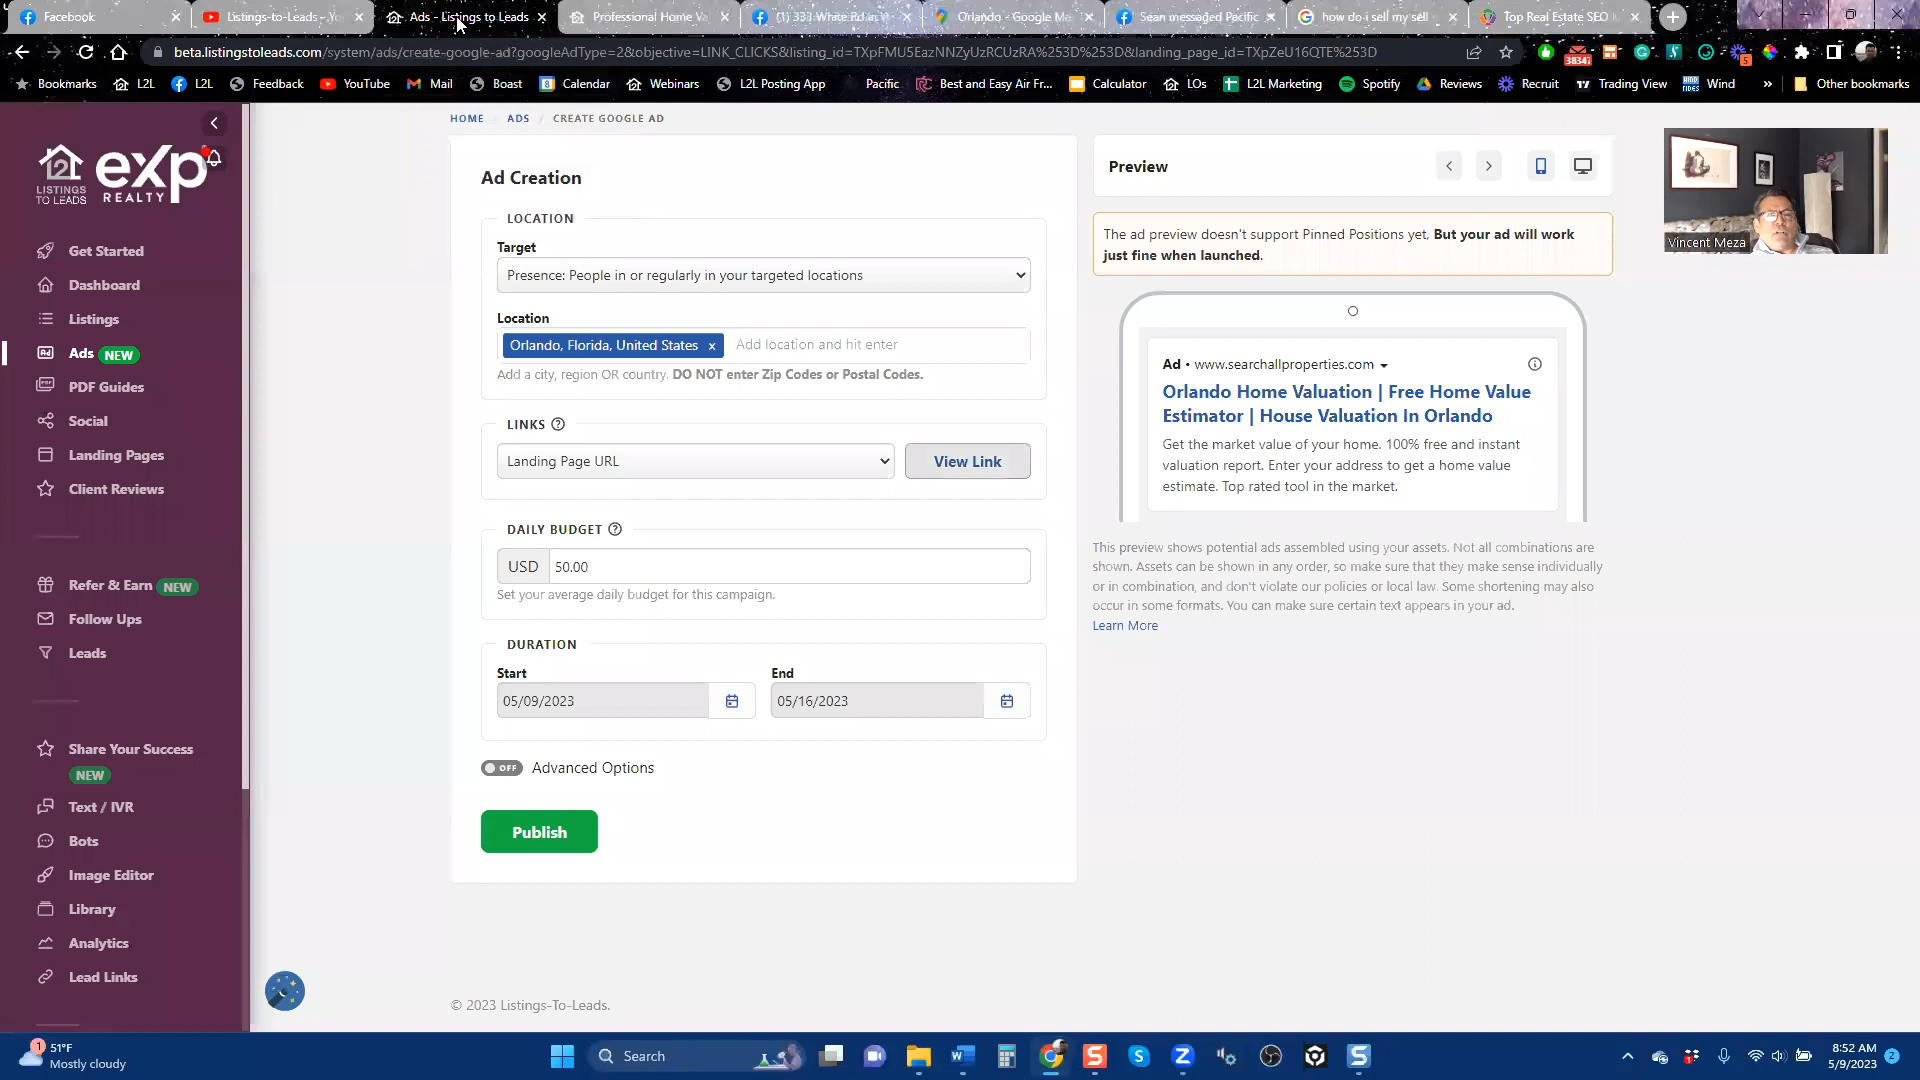 Facebook
Listings-to-Leads - Y
Ads - Listings to Leads
Professional Home V
(1) 333 White Rd in W
Orlando - Google Ma
Sean messaged Pacific
how do i sell my sell
Top Real Estate SEO
beta.listingstoleads.com/system/ads/create-google-ad?googleAdType=2&objective=LINK_CLICKS&listing_id=TXpFMU5EazNNZyUzRCUzRA%253D%253D&landing_page_id=TXpZeU16QTE%253D
38347
5
Bookmarks
L2L
L2L
Feedback
YouTube
Mail
Boast
Calendar
Webinars
L2L Posting App
Pacific
Best and Easy Air Fr...
Calculator
LOs
L2L Marketing
Spotify
Reviews
Recruit
Trading View
Wind
»
Other bookmarks
L2L
LISTINGS
TO LEADS
eXp
REALTY
Get Started
Dashboard
Listings
Ads NEW
PDF Guides
Social
Landing Pages
Client Reviews
Refer & Earn NEW
Follow Ups
Leads
Share Your Success
NEW
Text / IVR
Bots
Image Editor
Library
Analytics
Lead Links
HOME / ADS / CREATE GOOGLE AD
Ad Creation
LOCATION
Target
Presence: People in or regularly in your targeted locations
Location
Orlando, Florida, United States × Add location and hit enter
Add a city, region OR country. DO NOT enter Zip Codes or Postal Codes.
LINKS
Landing Page URL
View Link
DAILY BUDGET
USD 50.00
Set your average daily budget for this campaign.
DURATION
Start
End
05/09/2023
05/16/2023
OFF Advanced Options
Publish
© 2023 Listings-To-Leads.
Preview
The ad preview doesn't support Pinned Positions yet, But your ad will work
just fine when launched.
Ad • www.searchallproperties.com
Orlando Home Valuation | Free Home Value
Estimator | House Valuation In Orlando
Get the market value of your home. 100% free and instant
valuation report. Enter your address to get a home value
estimate. Top rated tool in the market.
This preview shows potential ads assembled using your assets. Not all combinations are
shown. Assets can be shown in any order, so make sure that they make sense individually
or in combination, and don't violate our policies or local law. Some shortening may also
occur in some formats. You can make sure certain text appears in your ad.
Learn More
Vincent Meza
1
51°F
Mostly cloudy
Search
8:52 AM
5/9/2023
2